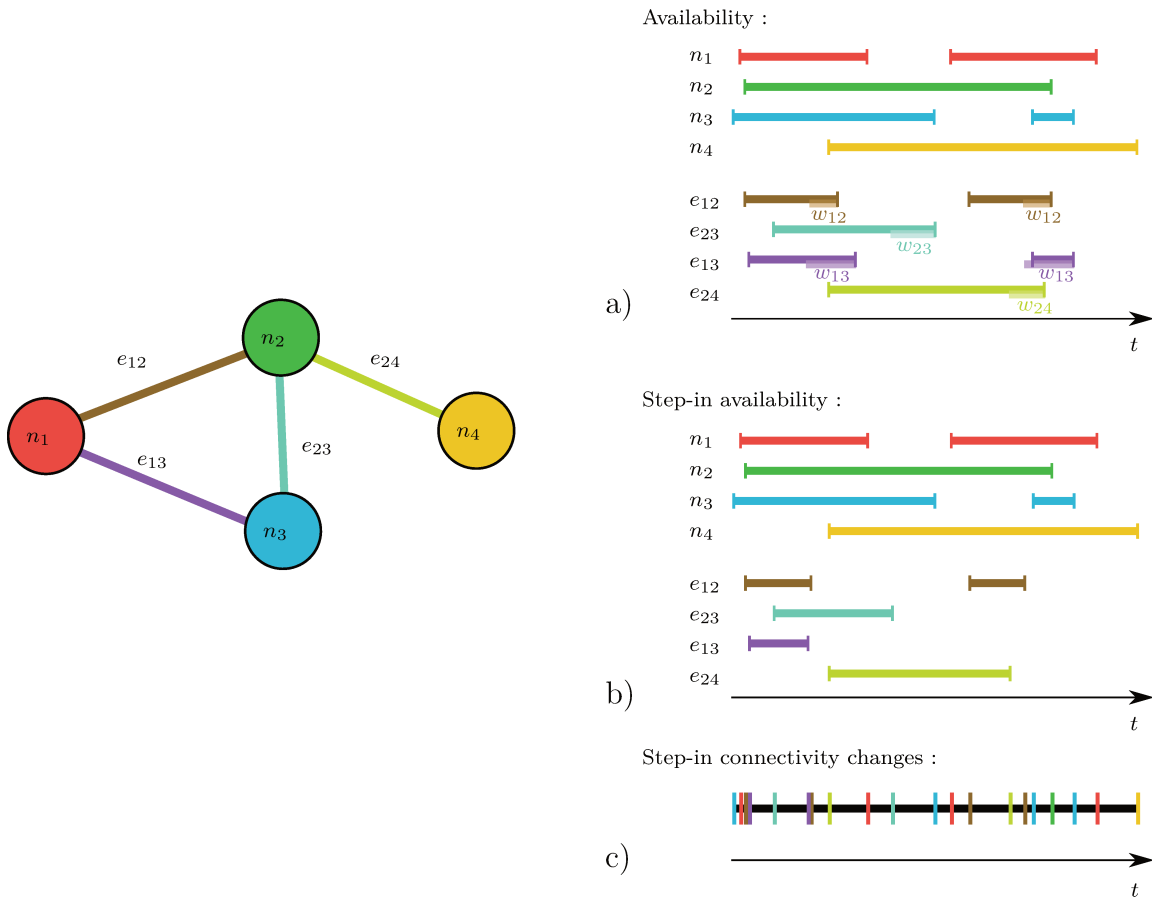 n₂
e₁₂
e₂₄
n₁
n₄
e₁₃
e₂₃
n₃
Availability :
n₁
n₂
n₃
n₄
e₁₂
w₁₂ w₁₂
e₂₃
w₂₃
e₁₃
w₁₃ w₁₃
e₂₄
w₂₄
a)
t
Step-in availability :
n₁
n₂
n₃
n₄
e₁₂
e₂₃
e₁₃
e₂₄
b)
t
Step-in connectivity changes :
c)
t